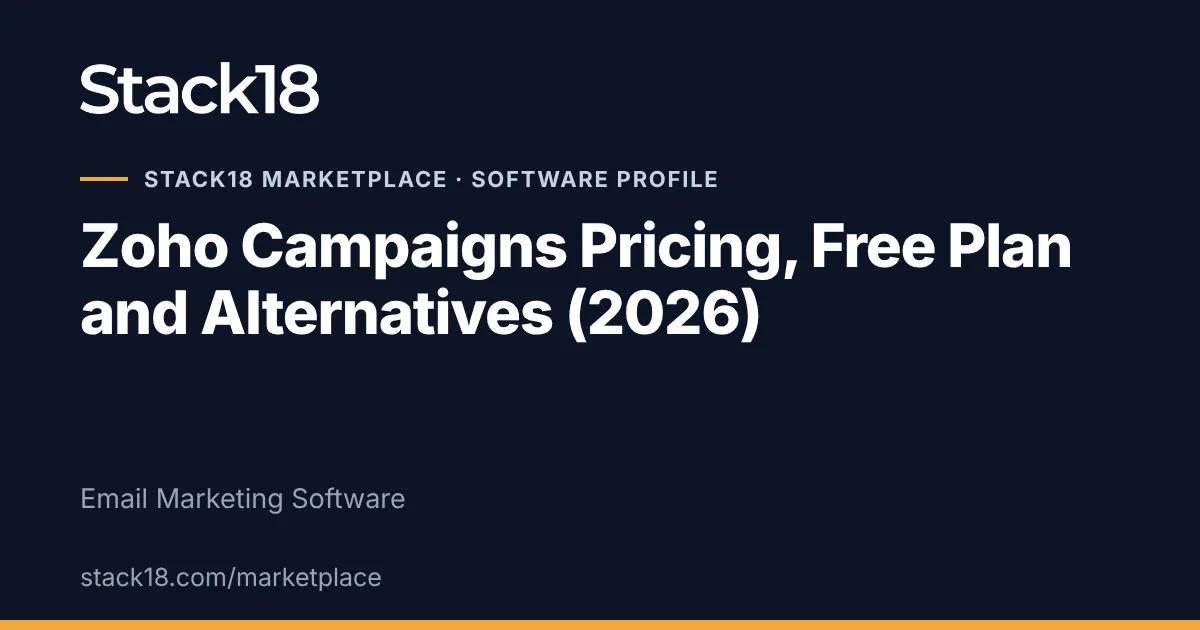 Stack18
STACK18 MARKETPLACE · SOFTWARE PROFILE
Zoho Campaigns Pricing, Free Plan
and Alternatives (2026)
Email Marketing Software
stack18.com/marketplace